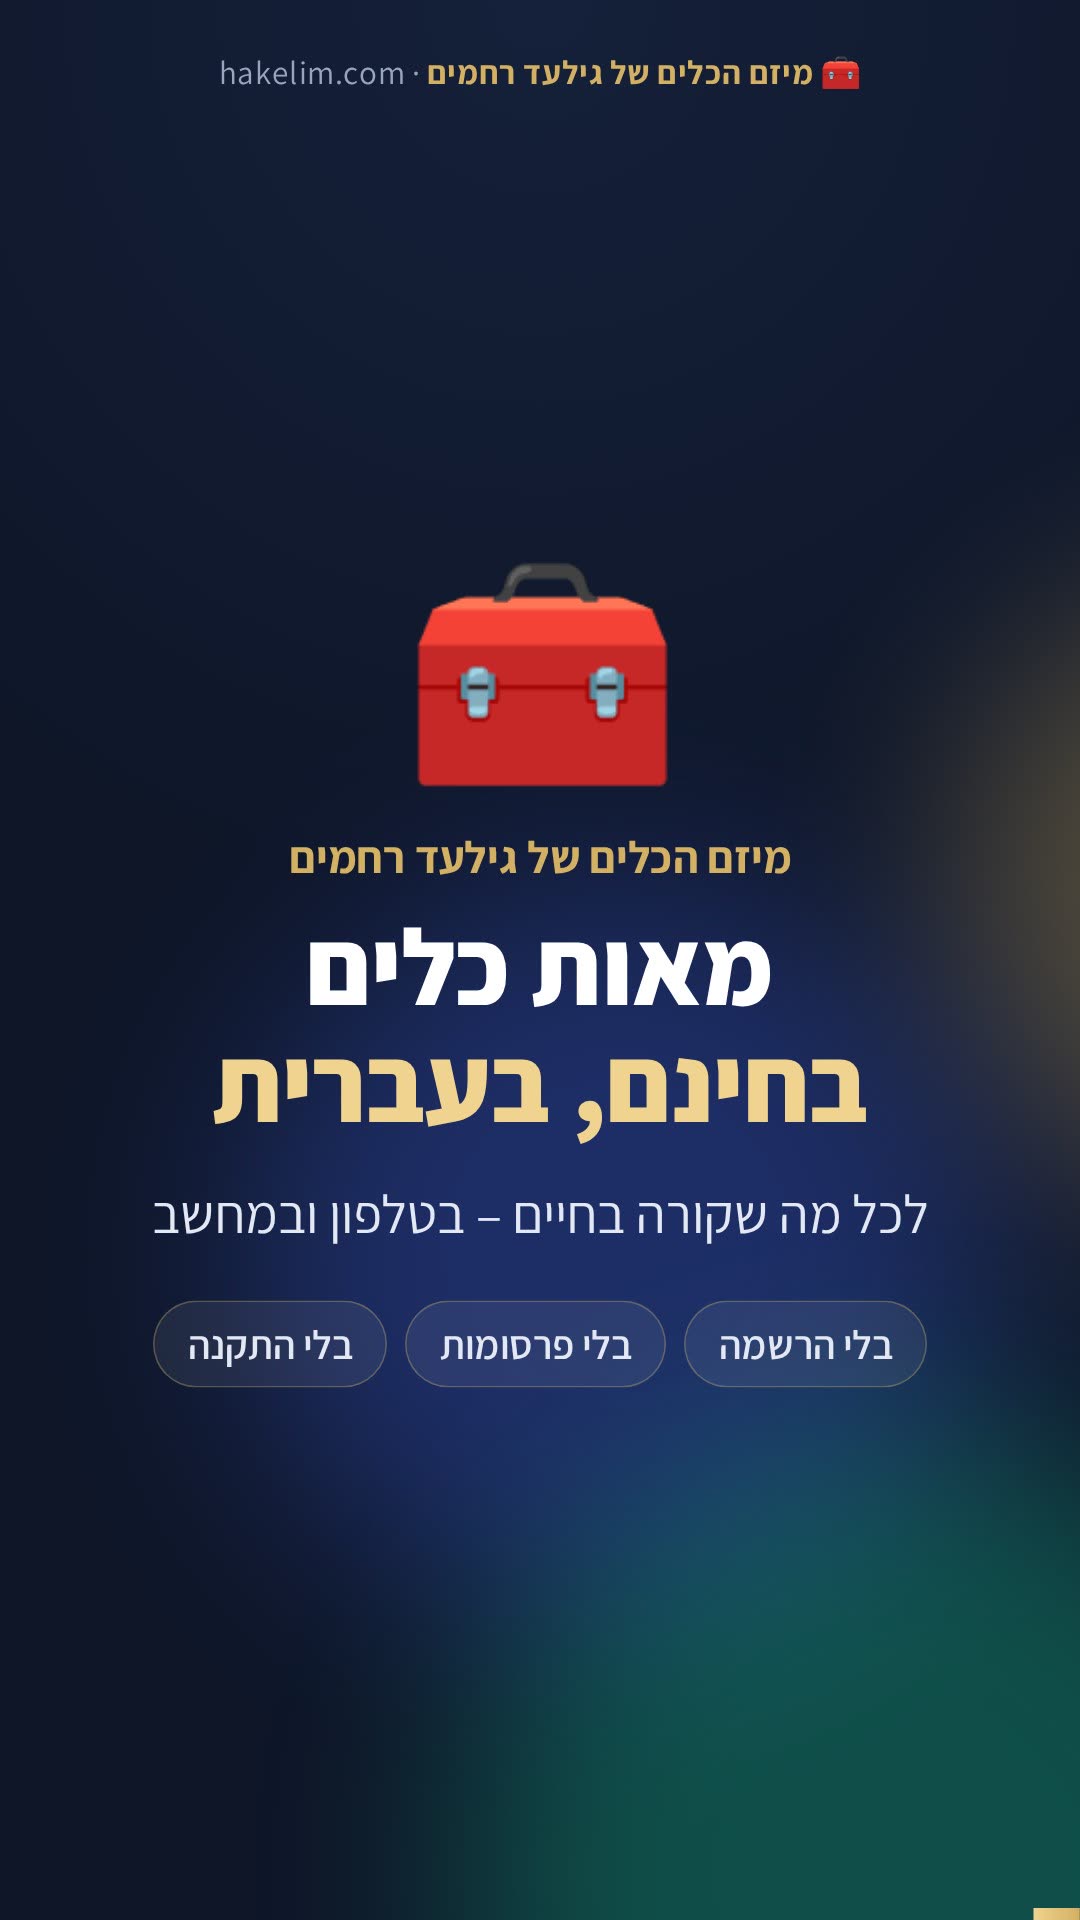 🧰 מיזם הכלים של גילעד רחמים · hakelim.com
מיזם הכלים של גילעד רחמים
מאות כלים
בחינם, בעברית
לכל מה שקורה בחיים – בטלפון ובמחשב
בלי הרשמה
בלי פרסומות
בלי התקנה